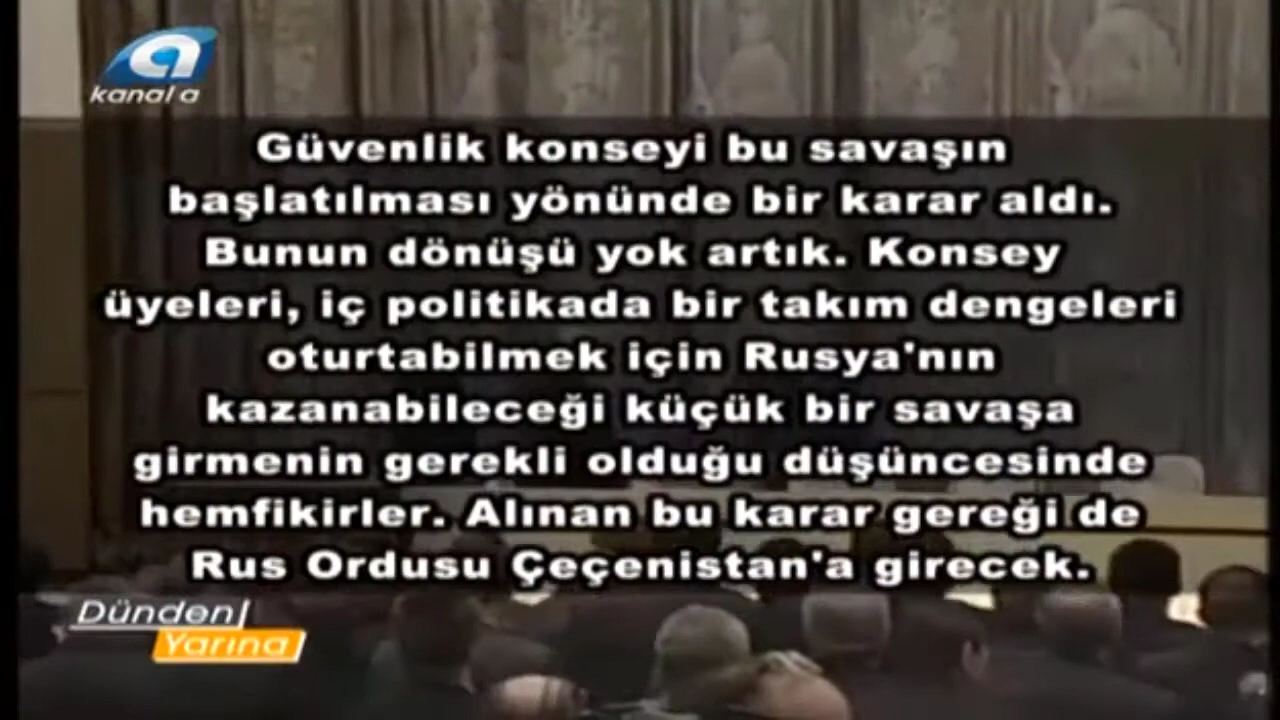 a
kanal a
Güvenlik konseyi bu savaşın
başlatılması yönünde bir karar aldı.
Bunun dönüşü yok artık. Konsey
üyeleri, iç politikada bir takım dengeleri
oturtabilmek için Rusya'nın
kazanabileceği küçük bir savaşa
girmenin gerekli olduğu düşüncesinde
hemfikirler. Alınan bu karar gereği de
Rus Ordusu Çeçenistan'a girecek.
Dünden
Yarına